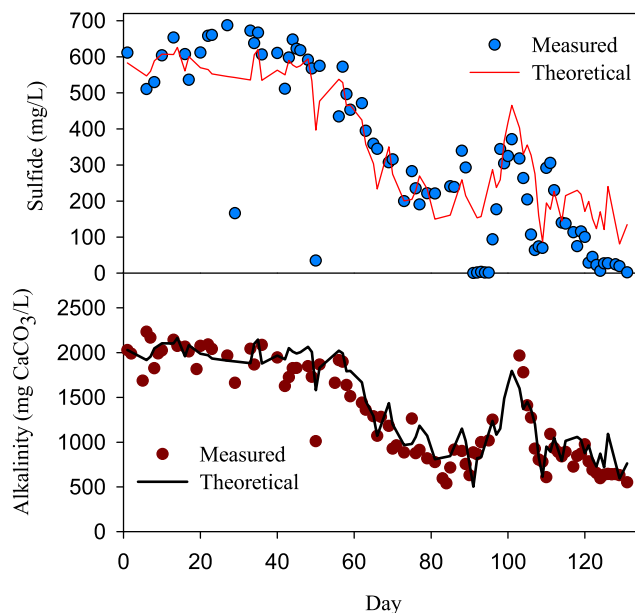 700
600
500
400
300
200
100
0
Sulfide (mg/L)
Measured
Theoretical
2500
2000
1500
1000
500
0
Alkalinity (mg CaCO3/L)
Measured
Theoretical
0 20 40 60 80 100 120
Day